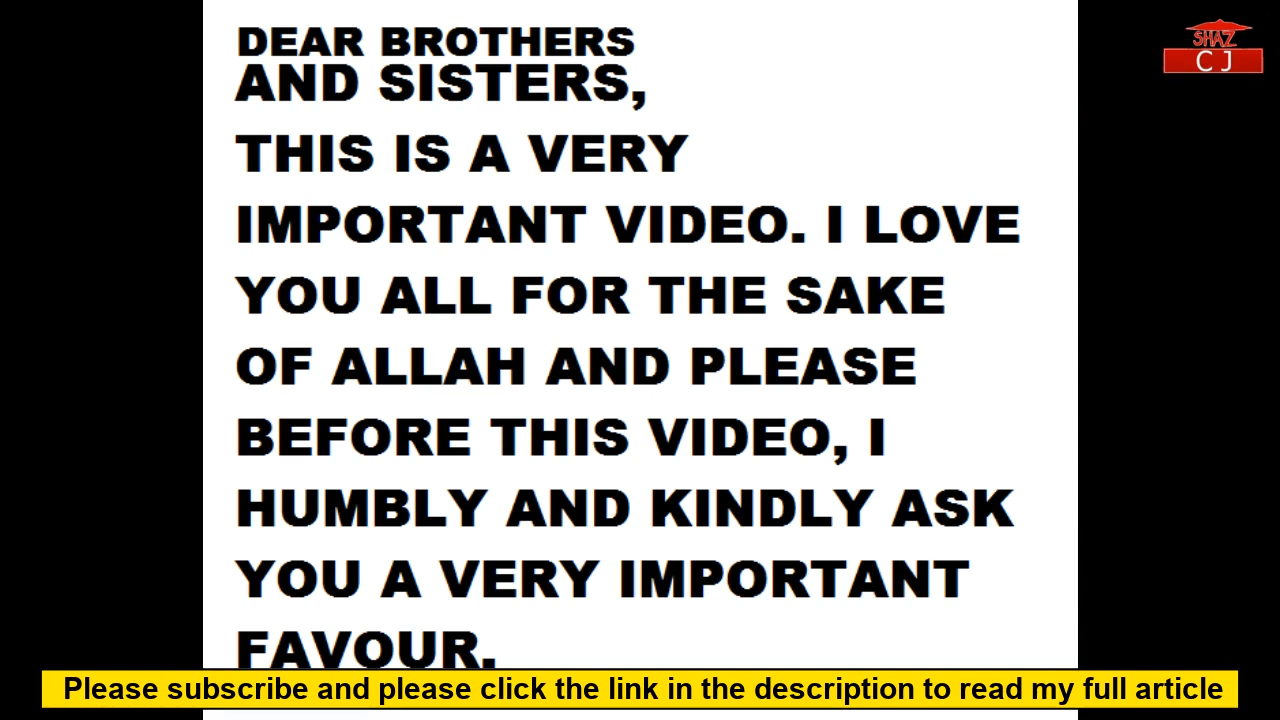 DEAR BROTHERS
AND SISTERS,
THIS IS A VERY
IMPORTANT VIDEO. I LOVE
YOU ALL FOR THE SAKE
OF ALLAH AND PLEASE
BEFORE THIS VIDEO, I
HUMBLY AND KINDLY ASK
YOU A VERY IMPORTANT
FAVOUR.
SHAZ
CJ
Please subscribe and please click the link in the description to read my full article